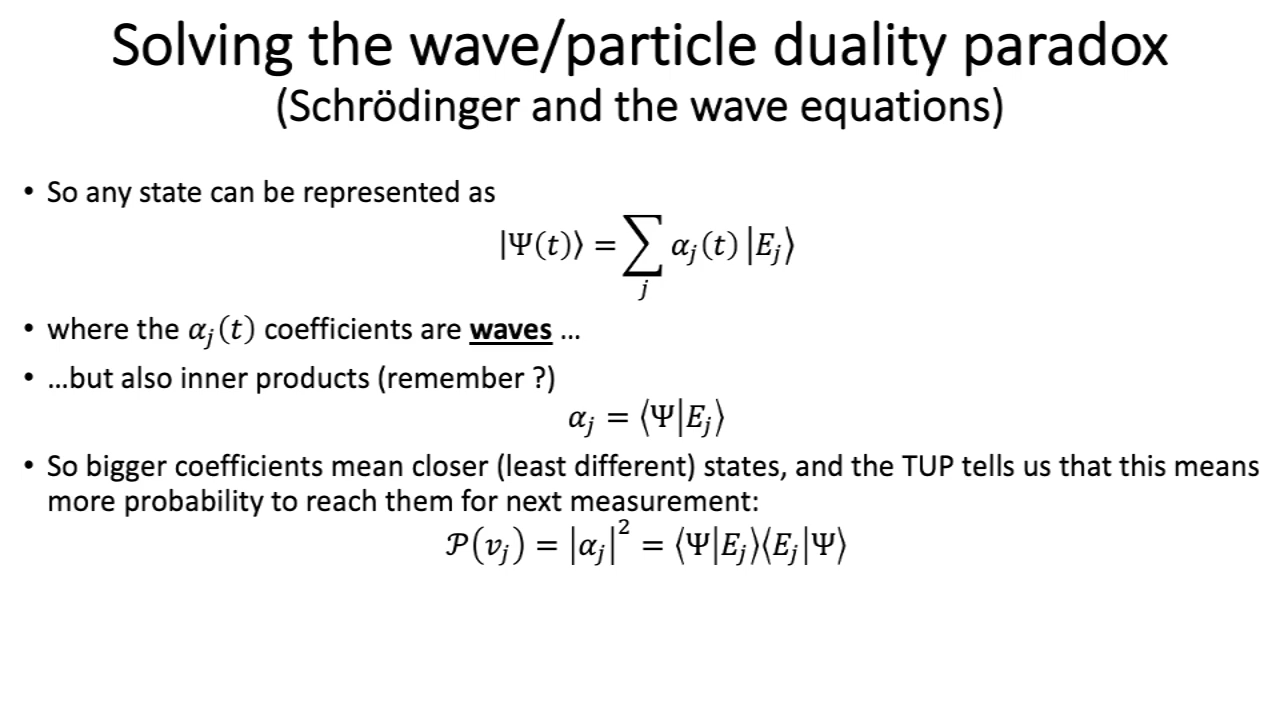 Solving the wave/particle duality paradox
(Schrödinger and the wave equations)
• So any state can be represented as
|Ψ(t)⟩ = ∑_j α_j(t) |E_j⟩
• where the α_j(t) coefficients are waves ...
• ...but also inner products (remember ?)
α_j = ⟨Ψ|E_j⟩
• So bigger coefficients mean closer (least different) states, and the TUP tells us that this means
more probability to reach them for next measurement:
𝒫(v_j) = |α_j|² = ⟨Ψ|E_j⟩⟨E_j|Ψ⟩